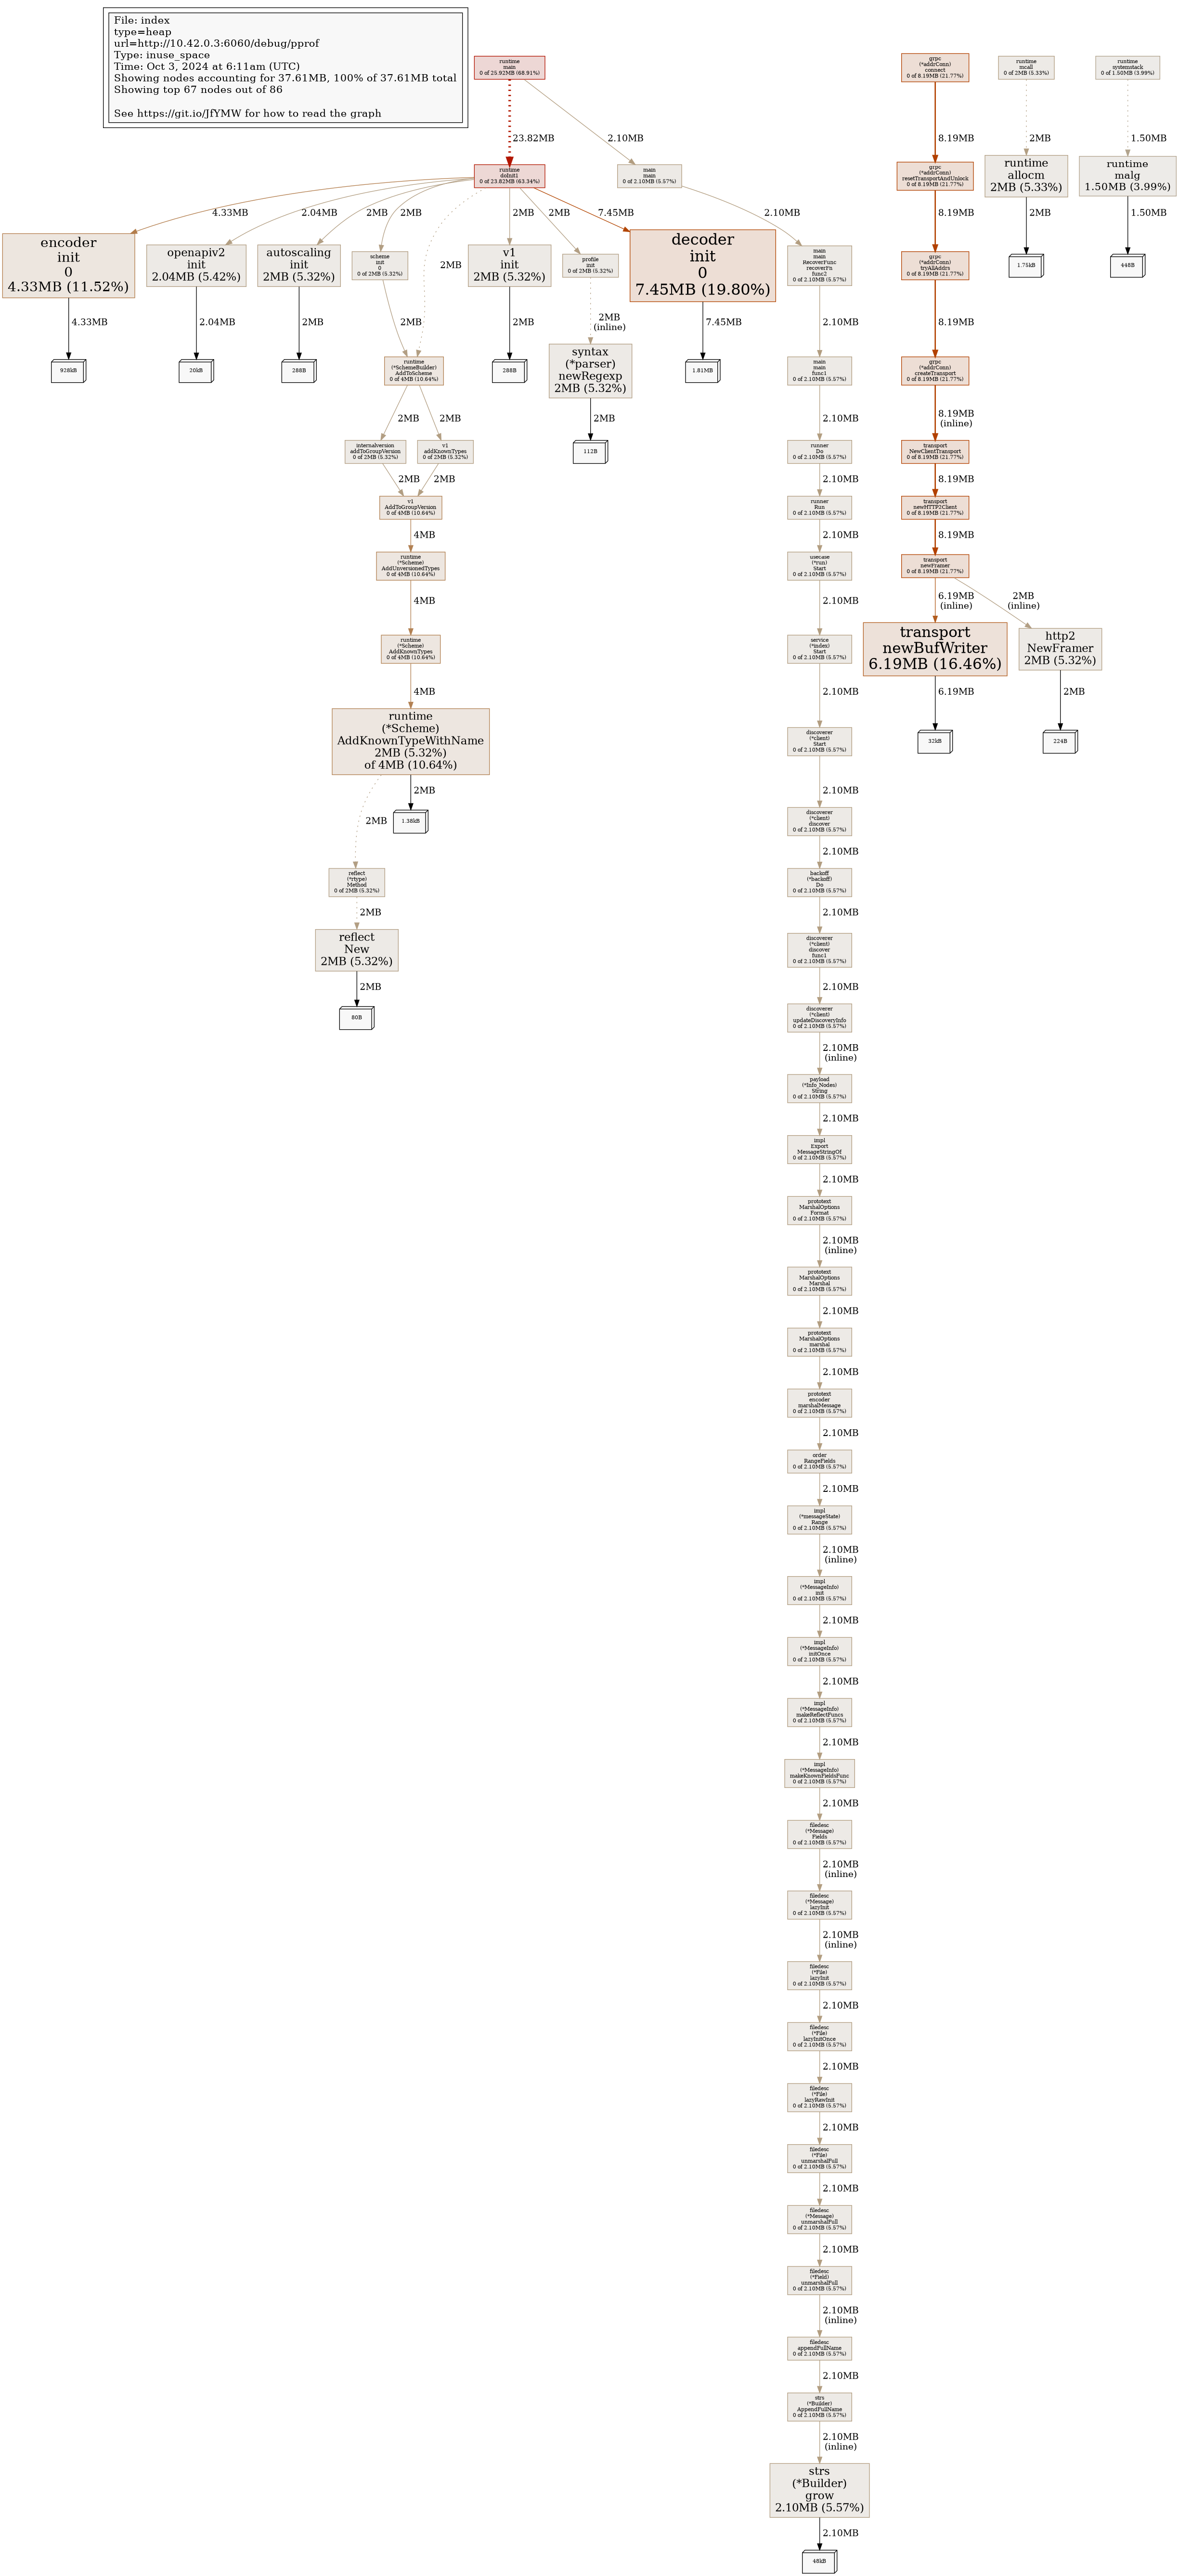 File: index
type=heap
url=http://10.42.0.3:6060/debug/pprof
Type: inuse_space
Time: Oct 3, 2024 at 6:11am (UTC)
Showing nodes accounting for 37.61MB, 100% of 37.61MB total
Showing top 67 nodes out of 86
See https://git.io/JfYMW for how to read the graph
runtime
main
0 of 25.92MB (68.91%)
grpc
(*addrConn)
connect
0 of 8.19MB (21.77%)
runtime
mcall
0 of 2MB (5.33%)
runtime
systemstack
0 of 1.50MB (3.99%)
23.82MB
2.10MB
8.19MB
2MB
1.50MB
runtime
doInit1
0 of 23.82MB (63.34%)
main
main
0 of 2.10MB (5.57%)
grpc
(*addrConn)
resetTransportAndUnlock
0 of 8.19MB (21.77%)
runtime
allocm
2MB (5.33%)
runtime
malg
1.50MB (3.99%)
4.33MB
2.04MB
2MB
2MB
2MB
2MB
2MB
7.45MB
2.10MB
8.19MB
2MB
1.50MB
encoder
init
0
4.33MB (11.52%)
openapiv2
init
2.04MB (5.42%)
autoscaling
init
2MB (5.32%)
scheme
init
0
0 of 2MB (5.32%)
v1
init
2MB (5.32%)
profile
init
0 of 2MB (5.32%)
decoder
init
0
7.45MB (19.80%)
main
main
RecoverFunc
recoverFn
func2
0 of 2.10MB (5.57%)
grpc
(*addrConn)
tryAllAddrs
0 of 8.19MB (21.77%)
1.75kB
448B
4.33MB
2.04MB
2MB
2MB
2MB
2MB
(inline)
7.45MB
2.10MB
8.19MB
928kB
20kB
288B
runtime
(*SchemeBuilder)
AddToScheme
0 of 4MB (10.64%)
288B
syntax
(*parser)
newRegexp
2MB (5.32%)
1.81MB
main
main
func1
0 of 2.10MB (5.57%)
grpc
(*addrConn)
createTransport
0 of 8.19MB (21.77%)
2MB
2MB
2MB
2.10MB
8.19MB
(inline)
internalversion
addToGroupVersion
0 of 2MB (5.32%)
v1
addKnownTypes
0 of 2MB (5.32%)
112B
runner
Do
0 of 2.10MB (5.57%)
transport
NewClientTransport
0 of 8.19MB (21.77%)
2MB
2MB
2.10MB
8.19MB
v1
AddToGroupVersion
0 of 4MB (10.64%)
runner
Run
0 of 2.10MB (5.57%)
transport
newHTTP2Client
0 of 8.19MB (21.77%)
4MB
2.10MB
8.19MB
runtime
(*Scheme)
AddUnversionedTypes
0 of 4MB (10.64%)
usecase
(*run)
Start
0 of 2.10MB (5.57%)
transport
newFramer
0 of 8.19MB (21.77%)
4MB
2.10MB
6.19MB
(inline)
2MB
(inline)
runtime
(*Scheme)
AddKnownTypes
0 of 4MB (10.64%)
service
(*index)
Start
0 of 2.10MB (5.57%)
transport
newBufWriter
6.19MB (16.46%)
http2
NewFramer
2MB (5.32%)
4MB
2.10MB
6.19MB
2MB
runtime
(*Scheme)
AddKnownTypeWithName
2MB (5.32%)
of 4MB (10.64%)
discoverer
(*client)
Start
0 of 2.10MB (5.57%)
32kB
224B
2MB
2MB
2.10MB
1.38kB
discoverer
(*client)
discover
0 of 2.10MB (5.57%)
2.10MB
reflect
(*rtype)
Method
0 of 2MB (5.32%)
backoff
(*backoff)
Do
0 of 2.10MB (5.57%)
2MB
2.10MB
reflect
New
2MB (5.32%)
discoverer
(*client)
discover
func1
0 of 2.10MB (5.57%)
2MB
2.10MB
80B
discoverer
(*client)
updateDiscoveryInfo
0 of 2.10MB (5.57%)
2.10MB
(inline)
payload
(*Info_Nodes)
String
0 of 2.10MB (5.57%)
2.10MB
impl
Export
MessageStringOf
0 of 2.10MB (5.57%)
2.10MB
prototext
MarshalOptions
Format
0 of 2.10MB (5.57%)
2.10MB
(inline)
prototext
MarshalOptions
Marshal
0 of 2.10MB (5.57%)
2.10MB
prototext
MarshalOptions
marshal
0 of 2.10MB (5.57%)
2.10MB
prototext
encoder
marshalMessage
0 of 2.10MB (5.57%)
2.10MB
order
RangeFields
0 of 2.10MB (5.57%)
2.10MB
impl
(*messageState)
Range
0 of 2.10MB (5.57%)
2.10MB
(inline)
impl
(*MessageInfo)
init
0 of 2.10MB (5.57%)
2.10MB
impl
(*MessageInfo)
initOnce
0 of 2.10MB (5.57%)
2.10MB
impl
(*MessageInfo)
makeReflectFuncs
0 of 2.10MB (5.57%)
2.10MB
impl
(*MessageInfo)
makeKnownFieldsFunc
0 of 2.10MB (5.57%)
2.10MB
filedesc
(*Message)
Fields
0 of 2.10MB (5.57%)
2.10MB
(inline)
filedesc
(*Message)
lazyInit
0 of 2.10MB (5.57%)
2.10MB
(inline)
filedesc
(*File)
lazyInit
0 of 2.10MB (5.57%)
2.10MB
filedesc
(*File)
lazyInitOnce
0 of 2.10MB (5.57%)
2.10MB
filedesc
(*File)
lazyRawInit
0 of 2.10MB (5.57%)
2.10MB
filedesc
(*File)
unmarshalFull
0 of 2.10MB (5.57%)
2.10MB
filedesc
(*Message)
unmarshalFull
0 of 2.10MB (5.57%)
2.10MB
filedesc
(*Field)
unmarshalFull
0 of 2.10MB (5.57%)
2.10MB
(inline)
filedesc
appendFullName
0 of 2.10MB (5.57%)
2.10MB
strs
(*Builder)
AppendFullName
0 of 2.10MB (5.57%)
2.10MB
(inline)
strs
(*Builder)
grow
2.10MB (5.57%)
2.10MB
48kB